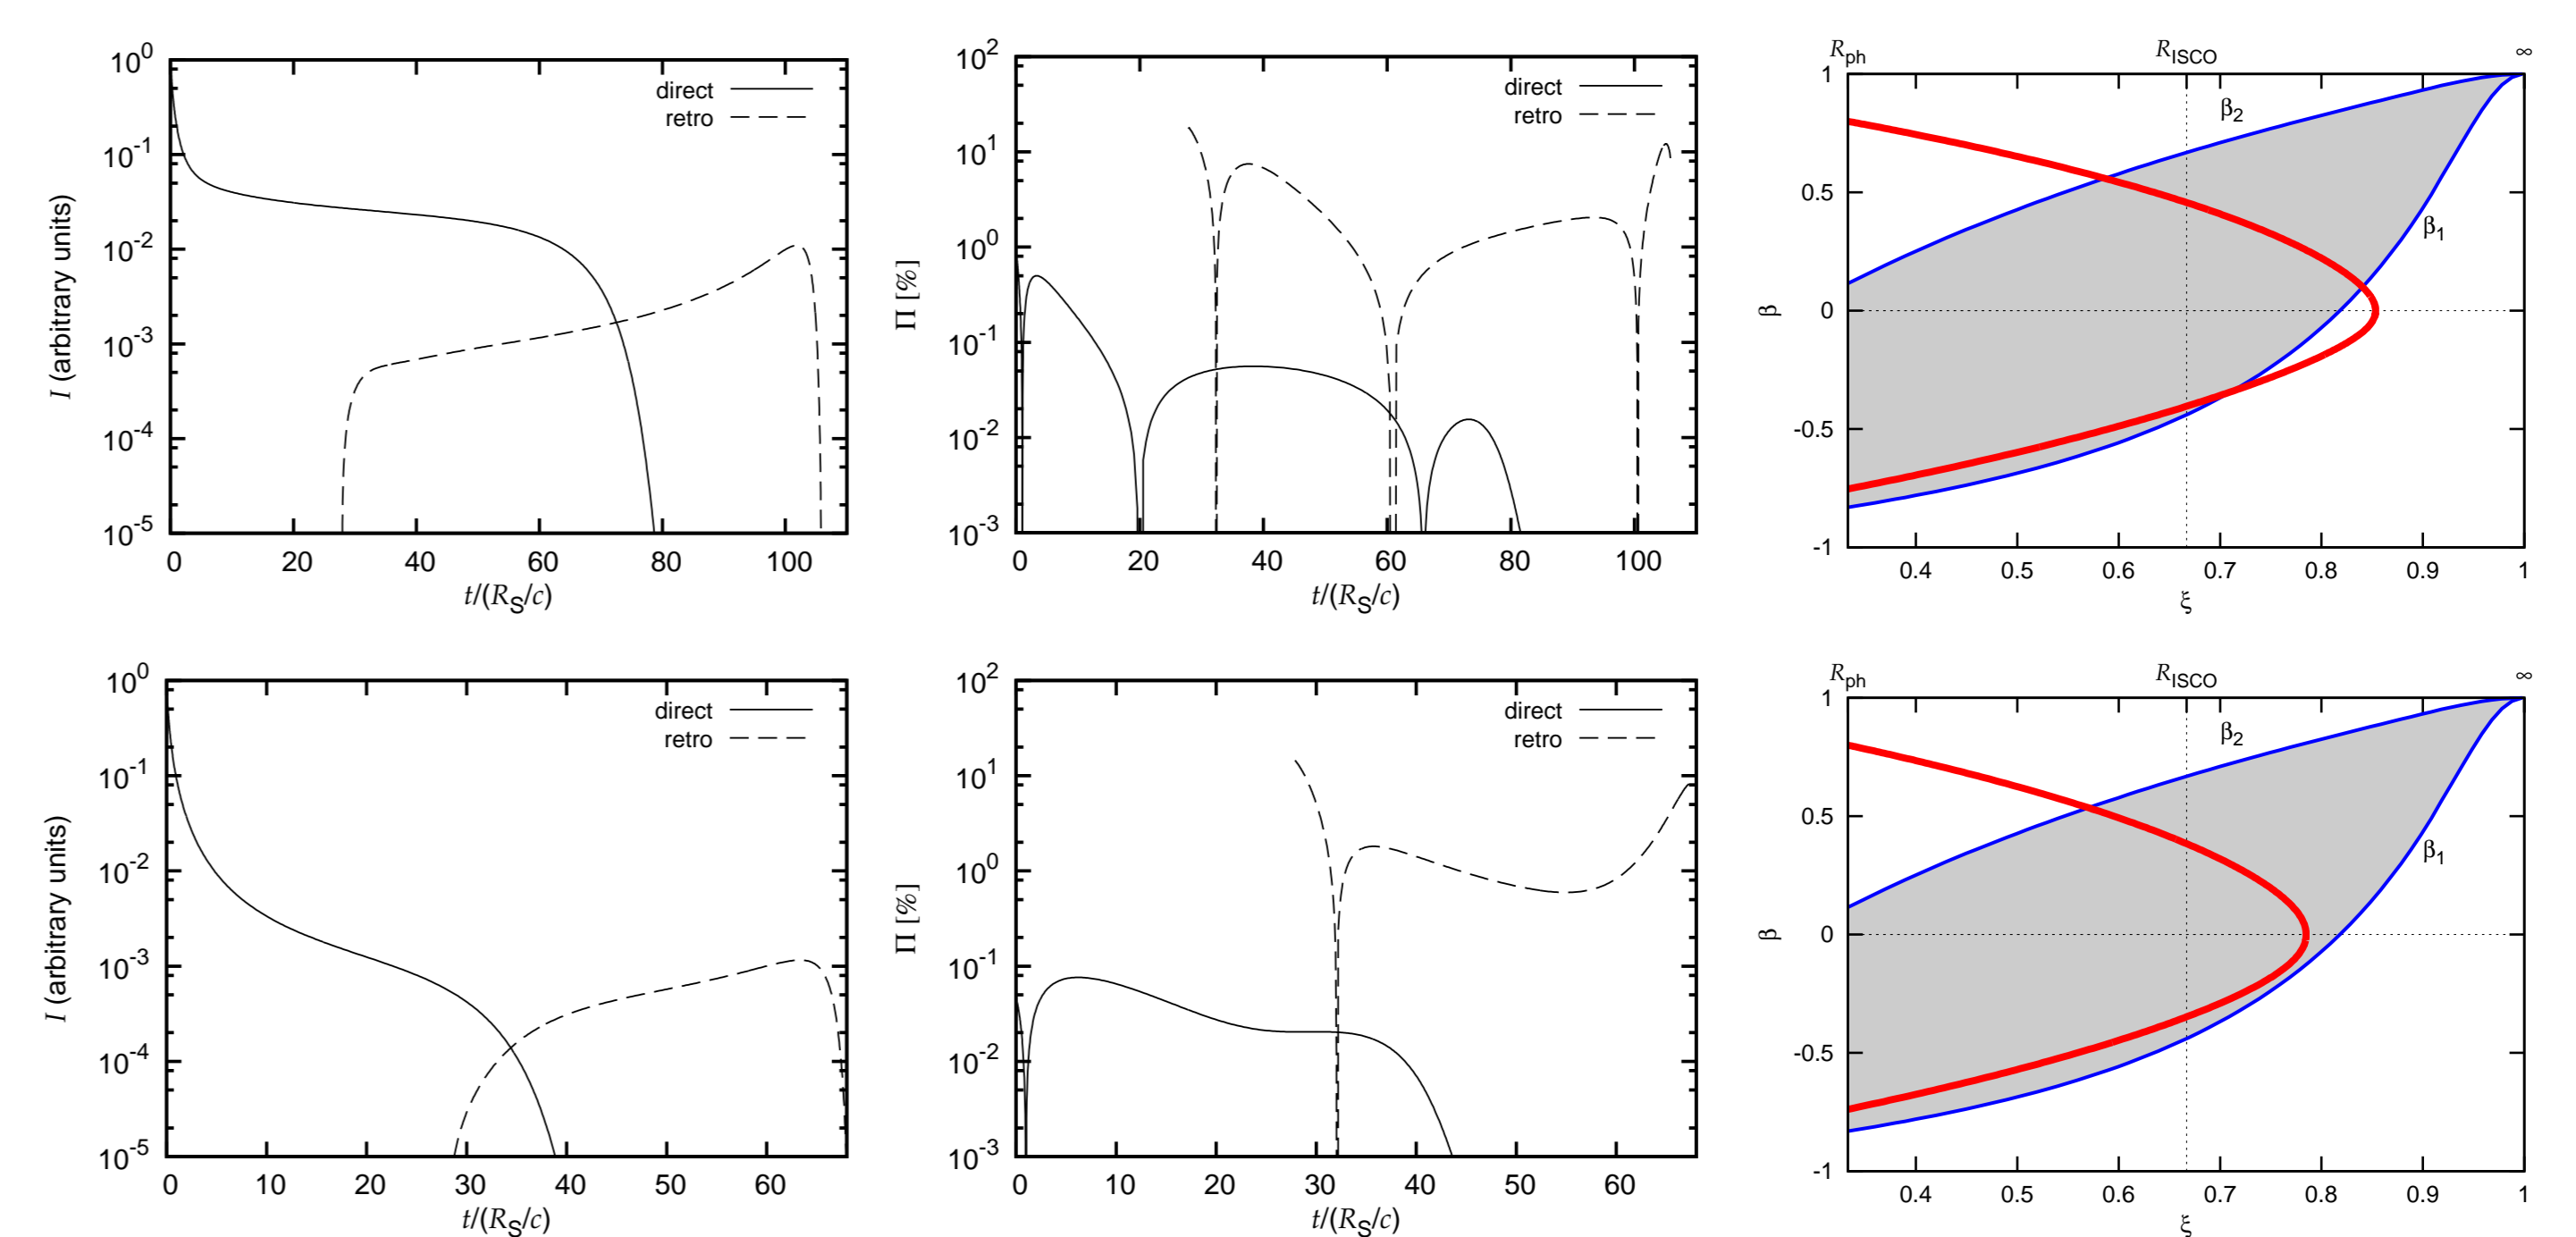 10^0
10^-1
10^-2
10^-3
10^-4
10^-5
I (arbitrary units)
direct
retro
0 20 40 60 80 100
t/(R_S/c)
10^2
10^1
10^0
10^-1
10^-2
10^-3
Π [%]
direct
retro
0 20 40 60 80 100
t/(R_S/c)
R_ph R_ISCO ∞
1
0.5
0
-0.5
-1
β
β_2
β_1
0.4 0.5 0.6 0.7 0.8 0.9 1
ξ
10^0
10^-1
10^-2
10^-3
10^-4
10^-5
I (arbitrary units)
direct
retro
0 10 20 30 40 50 60
t/(R_S/c)
10^2
10^1
10^0
10^-1
10^-2
10^-3
Π [%]
direct
retro
0 10 20 30 40 50 60
t/(R_S/c)
R_ph R_ISCO ∞
1
0.5
0
-0.5
-1
β
β_2
β_1
0.4 0.5 0.6 0.7 0.8 0.9 1
ξ